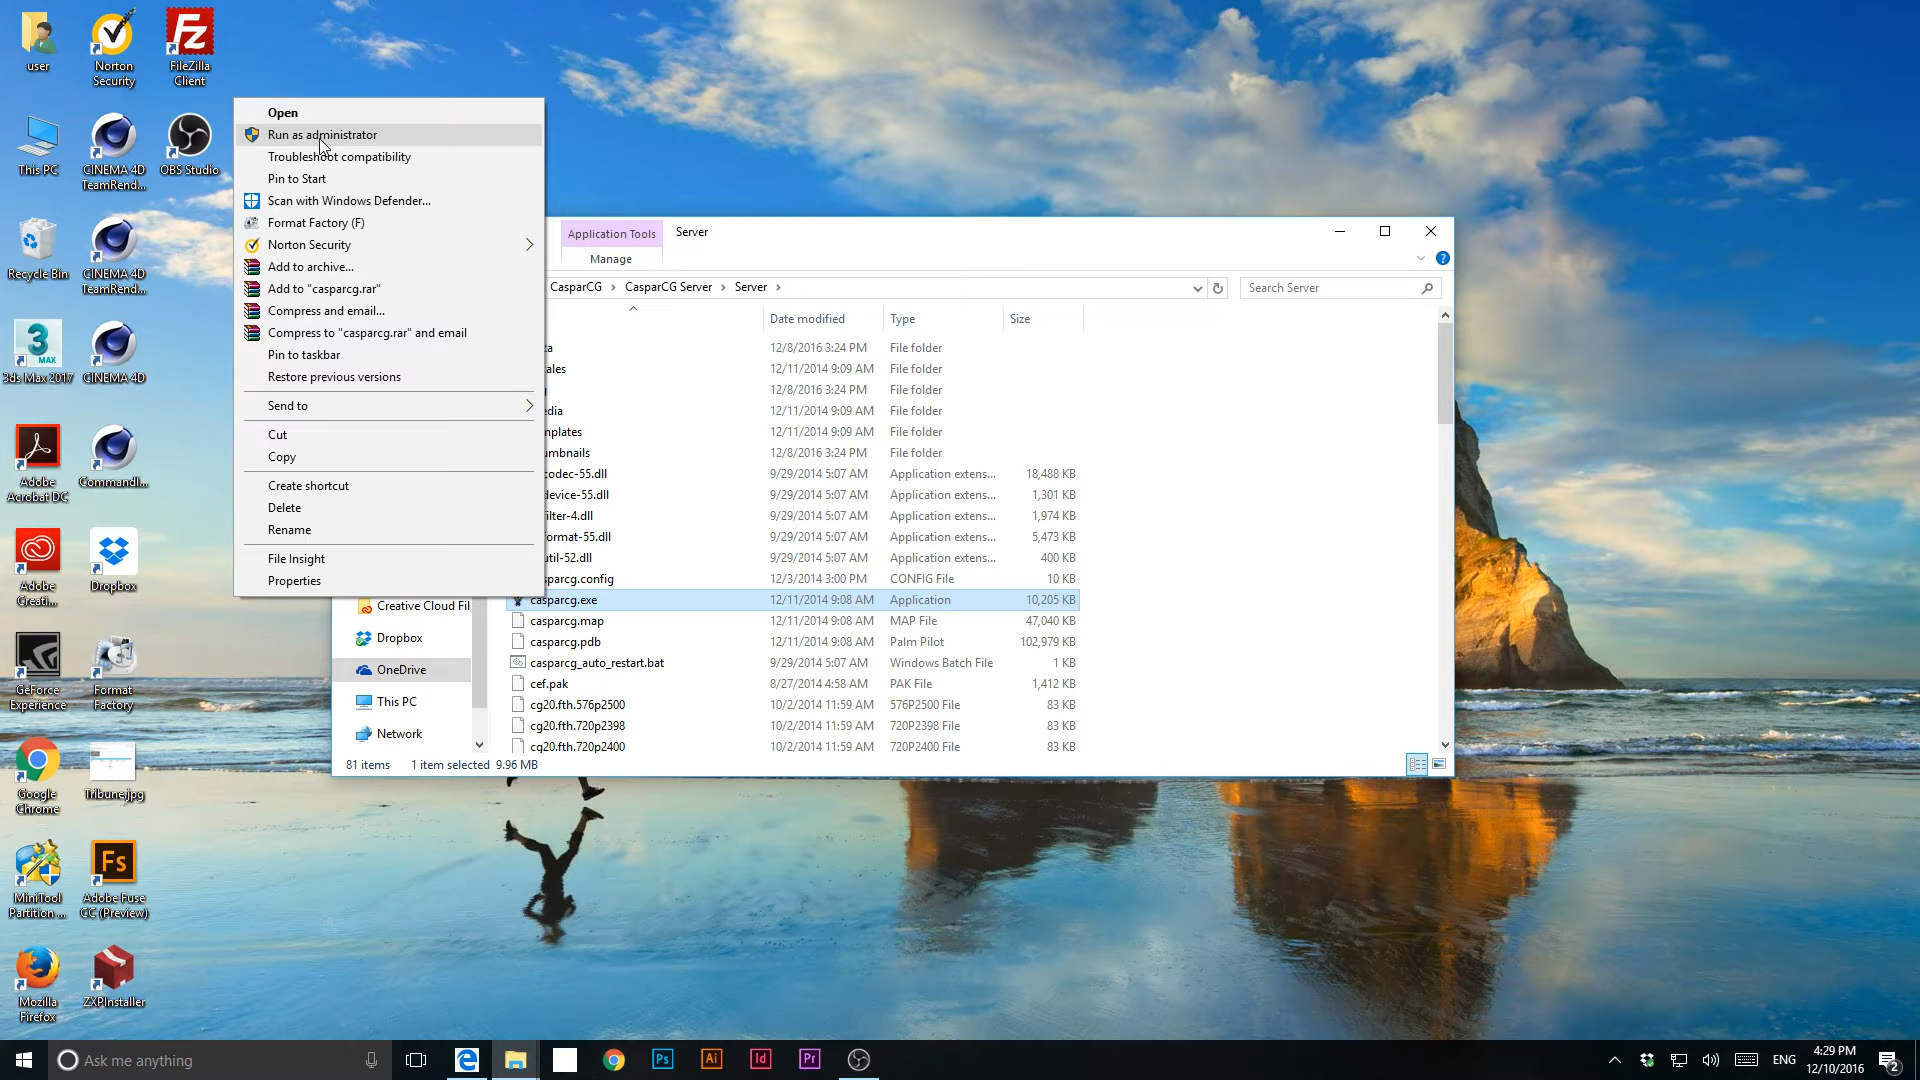 user
Norton
Security
FileZilla
Client
This PC
CINEMA 4D
TeamRend...
OBS Studio
Recycle Bin
CINEMA 4D
TeamRend...
3
MAX
3ds Max 2017
CINEMA 4D
Adobe
Acrobat DC
Commandl...
Adobe
Creati...
Dropbox
GeForce
Experience
Format
Factory
Google
Chrome
Tribune.jpg
MiniTool
Partition ...
Fs
Adobe Fuse
CC (Preview)
Mozilla
Firefox
ZXPInstaller
Open
Run as administrator
Troubleshoot compatibility
Pin to Start
Scan with Windows Defender...
Format Factory (F)
Norton Security
Add to archive...
Add to "casparcg.rar"
Compress and email...
Compress to "casparcg.rar" and email
Pin to taskbar
Restore previous versions
Send to
Cut
Copy
Create shortcut
Delete
Rename
File Insight
Properties
Application Tools
Server
Manage
CasparCG > CasparCG Server > Server >
Search Server
Date modified Type Size
ta 12/8/2016 3:24 PM File folder
ales 12/11/2014 9:09 AM File folder
12/8/2016 3:24 PM File folder
edia 12/11/2014 9:09 AM File folder
mplates 12/11/2014 9:09 AM File folder
umbnails 12/8/2016 3:24 PM File folder
codec-55.dll 9/29/2014 5:07 AM Application extens... 18,488 KB
device-55.dll 9/29/2014 5:07 AM Application extens... 1,301 KB
ilter-4.dll 9/29/2014 5:07 AM Application extens... 1,974 KB
ormat-55.dll 9/29/2014 5:07 AM Application extens... 5,473 KB
util-52.dll 9/29/2014 5:07 AM Application extens... 400 KB
sparcg.config 12/3/2014 3:00 PM CONFIG File 10 KB
casparcg.exe 12/11/2014 9:08 AM Application 10,205 KB
casparcg.map 12/11/2014 9:08 AM MAP File 47,040 KB
casparcg.pdb 12/11/2014 9:08 AM Palm Pilot 102,979 KB
casparcg_auto_restart.bat 9/29/2014 5:07 AM Windows Batch File 1 KB
cef.pak 8/27/2014 4:58 AM PAK File 1,412 KB
cg20.fth.576p2500 10/2/2014 11:59 AM 576P2500 File 83 KB
cg20.fth.720p2398 10/2/2014 11:59 AM 720P2398 File 83 KB
cg20.fth.720p2400 10/2/2014 11:59 AM 720P2400 File 83 KB
Creative Cloud Fil
Dropbox
OneDrive
This PC
Network
81 items 1 item selected 9.96 MB
Ask me anything
Ps
Ai
Id
Pr
ENG
4:29 PM
12/10/2016
2